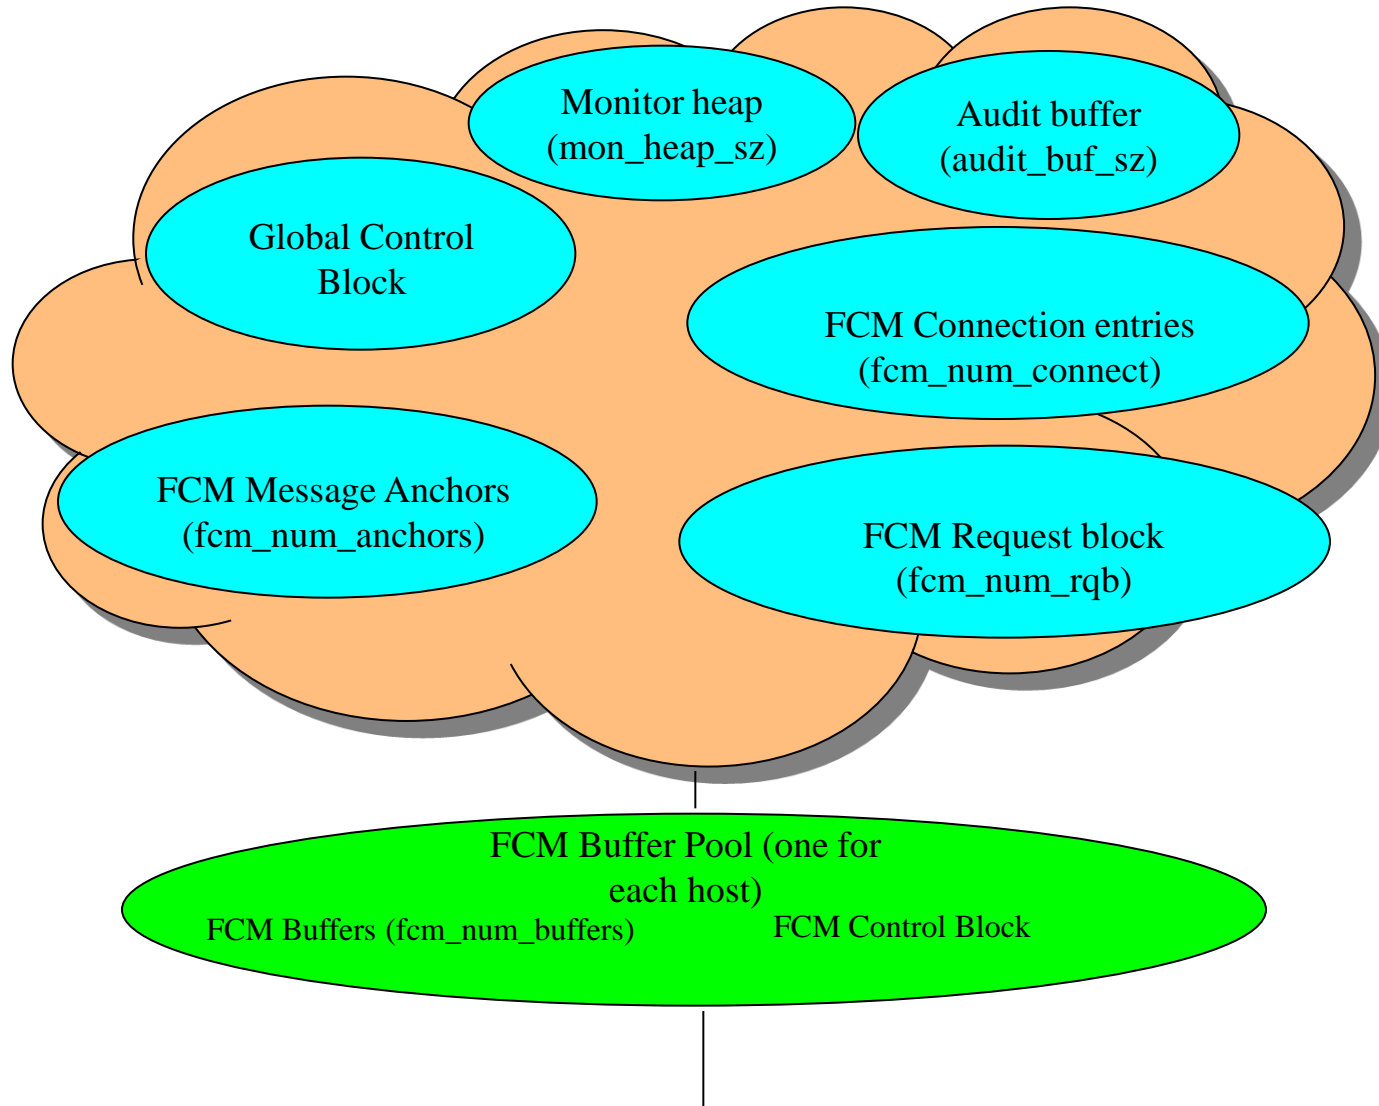 Monitor heap
(mon_heap_sz)
Audit buffer
(audit_buf_sz)
Global Control
Block
FCM Connection entries
(fcm_num_connect)
FCM Message Anchors
(fcm_num_anchors)
FCM Request block
(fcm_num_rqb)
FCM Buffer Pool (one for
each host)
FCM Buffers (fcm_num_buffers)
FCM Control Block